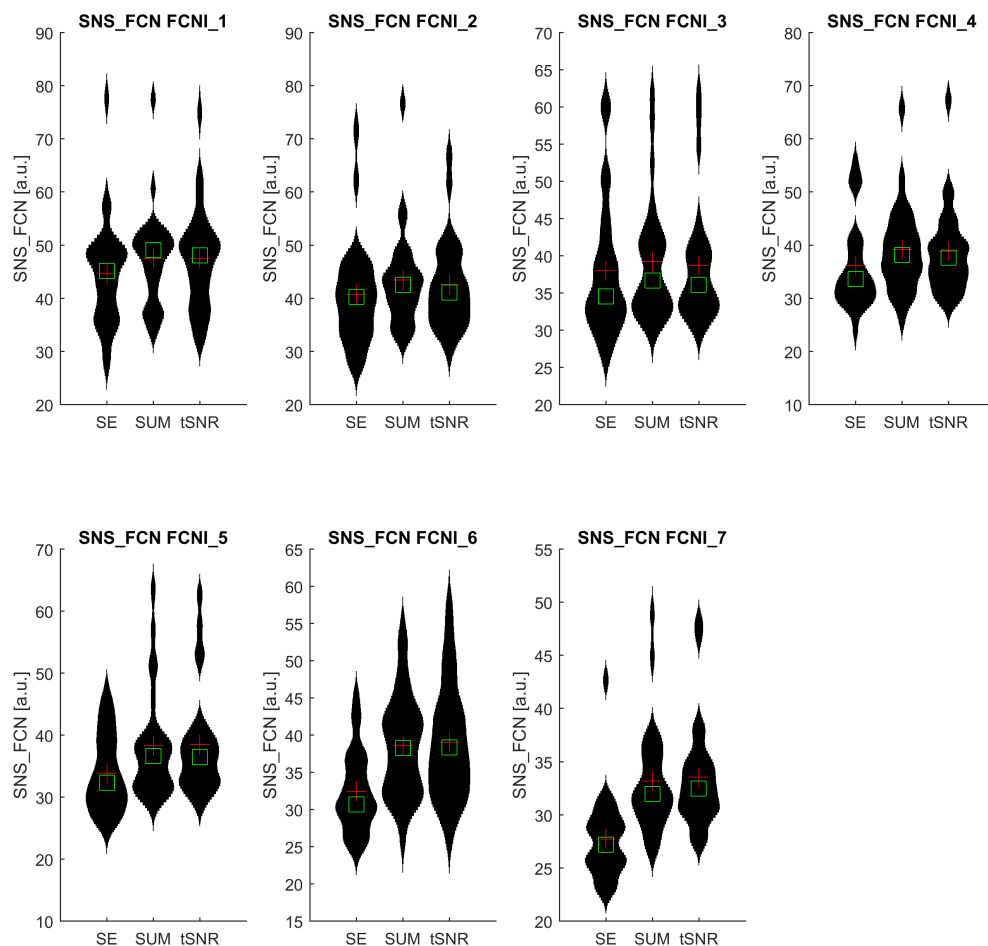 SNS_FCN FCNI_1
SNS_FCN [a.u.]
90
80
70
60
50
40
30
20
SE SUM tSNR
SNS_FCN FCNI_2
SNS_FCN [a.u.]
90
80
70
60
50
40
30
20
SE SUM tSNR
SNS_FCN FCNI_3
SNS_FCN [a.u.]
70
65
60
55
50
45
40
35
30
25
20
SE SUM tSNR
SNS_FCN FCNI_4
SNS_FCN [a.u.]
80
70
60
50
40
30
20
10
SE SUM tSNR
SNS_FCN FCNI_5
SNS_FCN [a.u.]
70
60
50
40
30
20
10
SE SUM tSNR
SNS_FCN FCNI_6
SNS_FCN [a.u.]
65
60
55
50
45
40
35
30
25
20
15
SE SUM tSNR
SNS_FCN FCNI_7
SNS_FCN [a.u.]
55
50
45
40
35
30
25
20
SE SUM tSNR